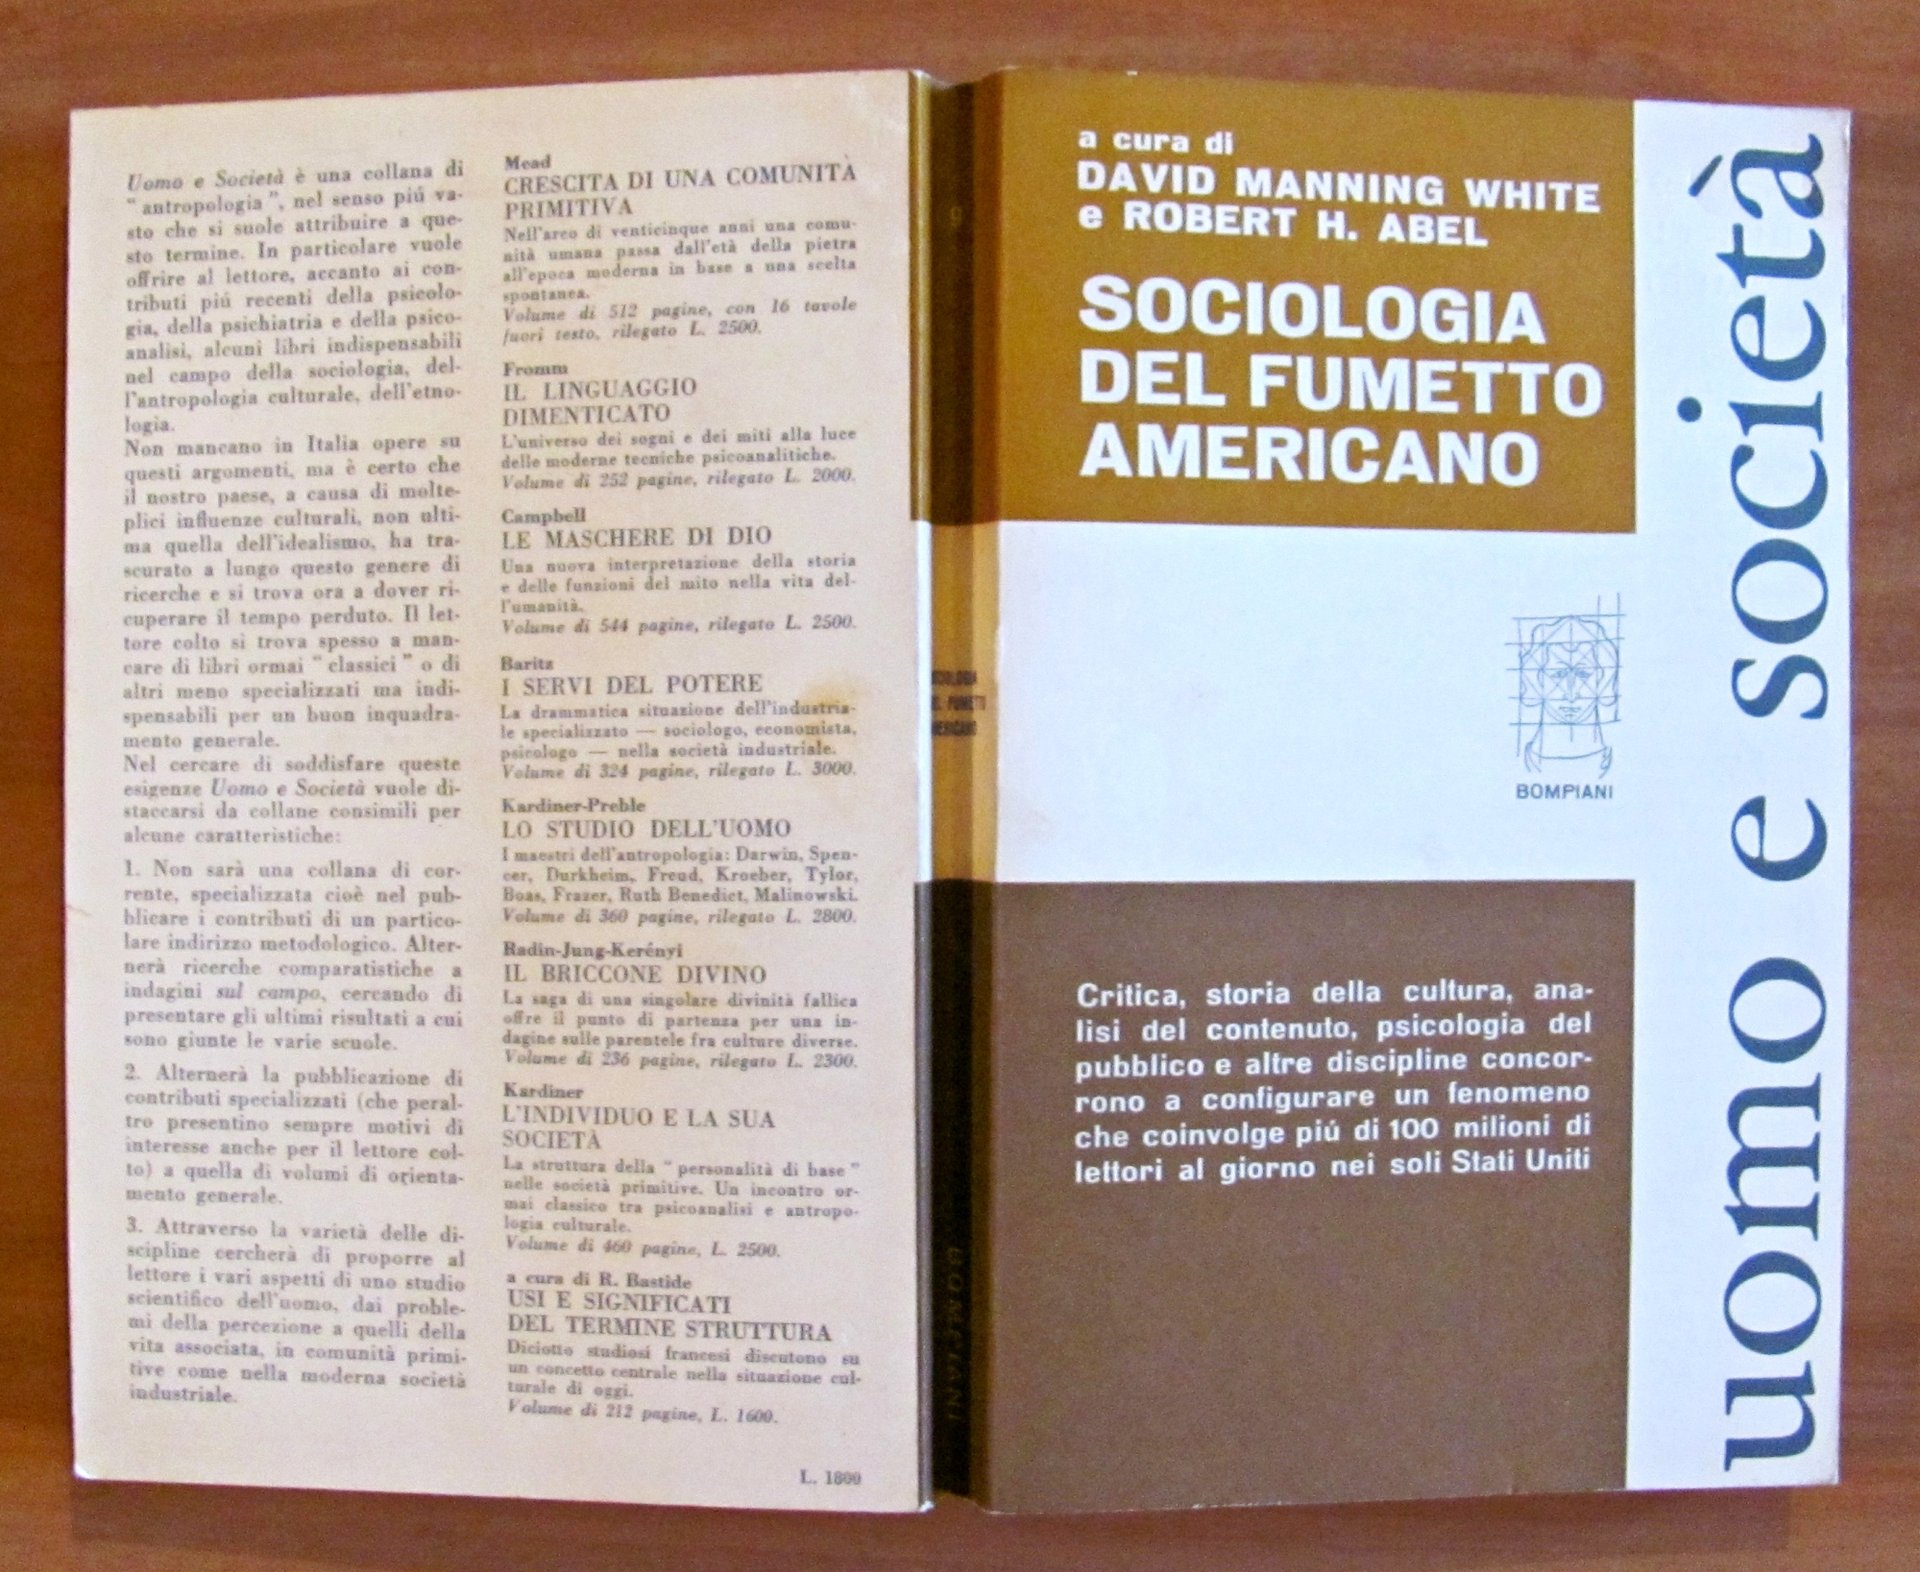 Uomo e Società è una collana di
" antropologia ", nel senso piú va-
sto che si suole attribuire a que-
sto termine. In particolare vuole
offrire al lettore, accanto ai con-
tributi piú recenti della psicolo-
gia, della psichiatria e della psico-
analisi, alcuni libri indispensabili
nel campo della sociologia, del-
l'antropologia culturale, dell'etno-
logia.
Non mancano in Italia opere su
questi argomenti, ma è certo che
il nostro paese, a causa di molte-
plici influenze culturali, non ulti-
ma quella dell'idealismo, ha tra-
scurato a lungo questo genere di
ricerche e si trova ora a dover ri-
cuperare il tempo perduto. Il let-
tore colto si trova spesso a man-
care di libri ormai " classici " o di
altri meno specializzati ma indi-
spensabili per un buon inquadra-
mento generale.
Nel cercare di soddisfare queste
esigenze Uomo e Società vuole di-
staccarsi da collane consimili per
alcune caratteristiche:
1. Non sarà una collana di cor-
rente, specializzata cioè nel pub-
blicare i contributi di un partico-
lare indirizzo metodologico. Alter-
nerà ricerche comparatistiche a
indagini sul campo, cercando di
presentare gli ultimi risultati a cui
sono giunte le varie scuole.
2. Alternerà la pubblicazione di
contributi specializzati (che peral-
tro presentino sempre motivi di
interesse anche per il lettore col-
to) a quella di volumi di orienta-
mento generale.
3. Attraverso la varietà delle di-
scipline cercherà di proporre al
lettore i vari aspetti di uno studio
scientifico dell'uomo, dai proble-
mi della percezione a quelli della
vita associata, in comunità primi-
tive come nella moderna società
industriale.
Mead
CRESCITA DI UNA COMUNITÀ
PRIMITIVA
Nell'arco di venticinque anni una comu-
nità umana passa dall'età della pietra
all'epoca moderna in base a una scelta
spontanea.
Volume di 512 pagine, con 16 tavole
fuori testo, rilegato L. 2500.
Fromm
IL LINGUAGGIO
DIMENTICATO
L'universo dei sogni e dei miti alla luce
delle moderne tecniche psicoanalitiche.
Volume di 252 pagine, rilegato L. 2000.
Campbell
LE MASCHERE DI DIO
Una nuova interpretazione della storia
e delle funzioni del mito nella vita del-
l'umanità.
Volume di 544 pagine, rilegato L. 2500.
Baritz
I SERVI DEL POTERE
La drammatica situazione dell'industria-
le specializzato — sociologo, economista,
psicologo — nella società industriale.
Volume di 324 pagine, rilegato L. 3000.
Kardiner-Preble
LO STUDIO DELL'UOMO
I maestri dell'antropologia: Darwin, Spen-
cer, Durkheim, Freud, Kroeber, Tylor,
Boas, Frazer, Ruth Benedict, Malinowski.
Volume di 360 pagine, rilegato L. 2800.
Radin-Jung-Kerényi
IL BRICCONE DIVINO
La saga di una singolare divinità fallica
offre il punto di partenza per una in-
dagine sulle parentele fra culture diverse.
Volume di 236 pagine, rilegato L. 2300.
Kardiner
L'INDIVIDUO E LA SUA
SOCIETÀ
La struttura della " personalità di base "
nelle società primitive. Un incontro or-
mai classico tra psicoanalisi e antropo-
logia culturale.
Volume di 460 pagine, L. 2500.
a cura di R. Bastide
USI E SIGNIFICATI
DEL TERMINE STRUTTURA
Diciotto studiosi francesi discutono su
un concetto centrale nella situazione cul-
turale di oggi.
Volume di 212 pagine, L. 1600.
L. 1800
9
BOMPIANI
a cura di
DAVID MANNING WHITE
e ROBERT H. ABEL
SOCIOLOGIA
DEL FUMETTO
AMERICANO
BOMPIANI
Critica, storia della cultura, ana-
lisi del contenuto, psicologia del
pubblico e altre discipline concor-
rono a configurare un fenomeno
che coinvolge piú di 100 milioni di
lettori al giorno nei soli Stati Uniti
uomo e società